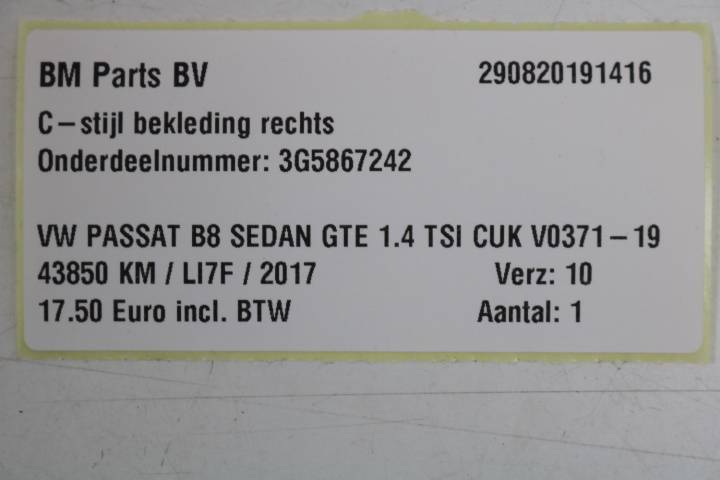 BM Parts BV 290820191416
C-stijl bekleding rechts
Onderdeelnummer: 3G5867242
VW PASSAT B8 SEDAN GTE 1.4 TSI CUK V0371-19
43850 KM / LI7F / 2017 Verz: 10
17.50 Euro incl. BTW Aantal: 1